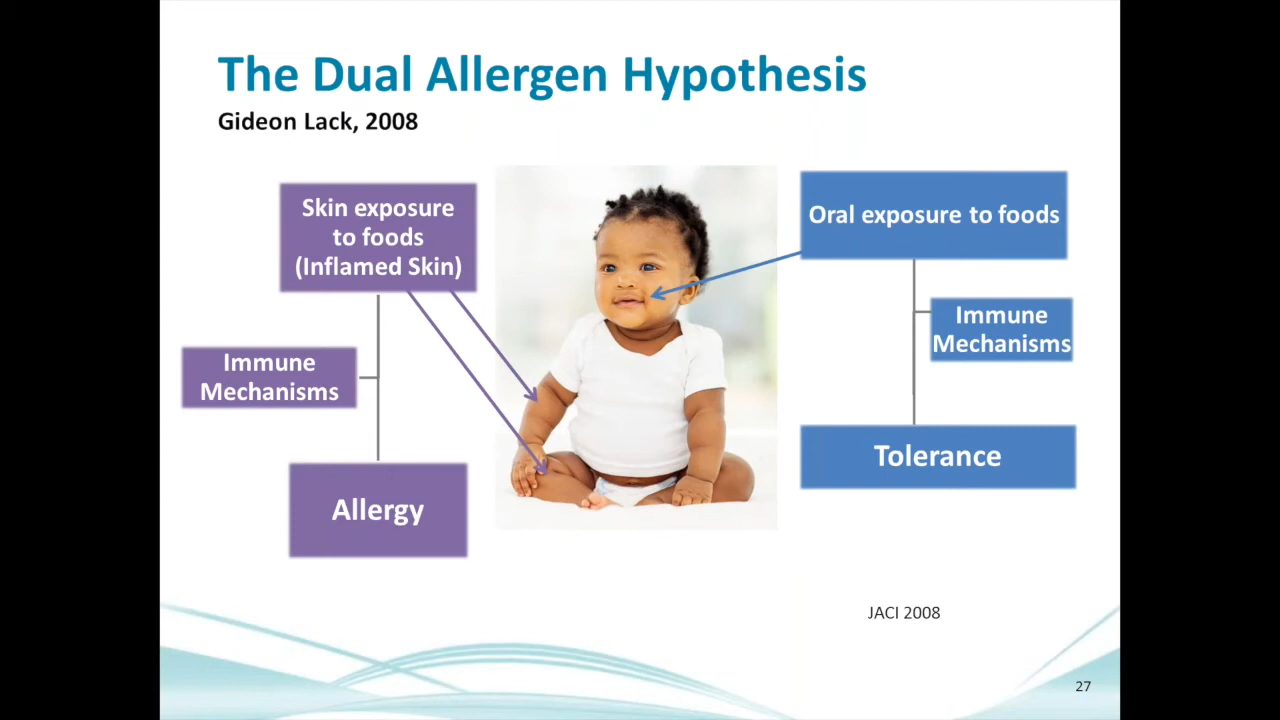 The Dual Allergen Hypothesis
Gideon Lack, 2008
Skin exposure
to foods
(Inflamed Skin)
Immune
Mechanisms
Allergy
Oral exposure to foods
Immune
Mechanisms
Tolerance
JACI 2008
27